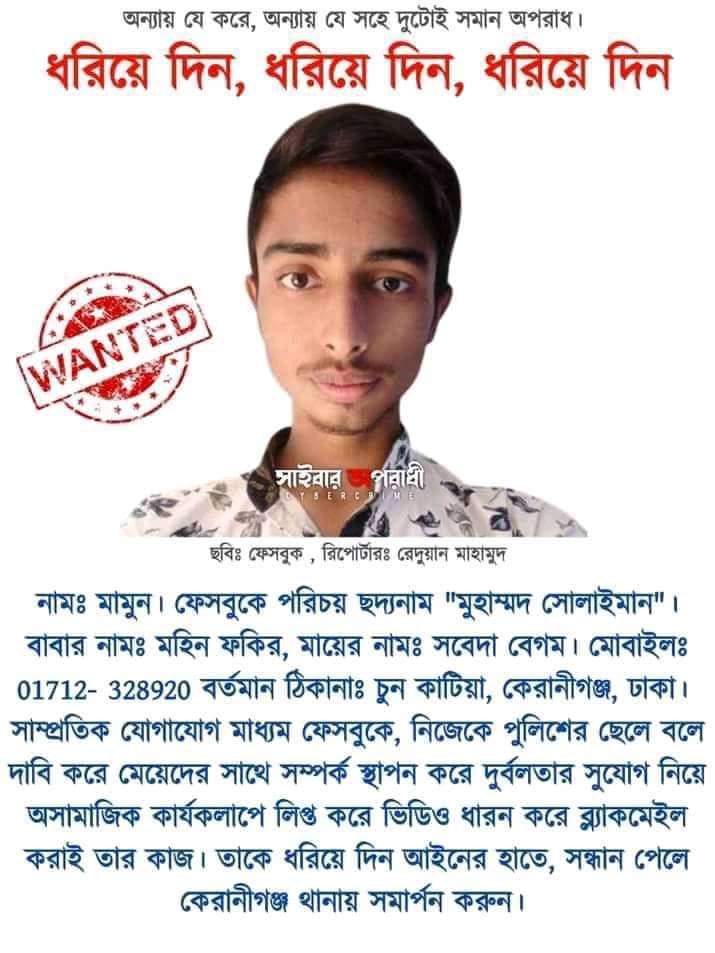 অন্যায় যে করে, অন্যায় যে সহে দুটোই সমান অপরাধ।
ধরিয়ে দিন, ধরিয়ে দিন, ধরিয়ে দিন
WANTED
সাইবার অপরাধী
CYBERCRIME
ছবিঃ ফেসবুক , রিপোর্টারঃ রেদুয়ান মাহামুদ
নামঃ মামুন। ফেসবুকে পরিচয় ছদ্যনাম "মুহাম্মদ সোলাইমান"।
বাবার নামঃ মহিন ফকির, মায়ের নামঃ সবেদা বেগম। মোবাইলঃ
01712- 328920 বর্তমান ঠিকানাঃ চুন কাটিয়া, কেরানীগঞ্জ, ঢাকা।
সাম্প্রতিক যোগাযোগ মাধ্যম ফেসবুকে, নিজেকে পুলিশের ছেলে বলে
দাবি করে মেয়েদের সাথে সম্পর্ক স্থাপন করে দুর্বলতার সুযোগ নিয়ে
অসামাজিক কার্যকলাপে লিপ্ত করে ভিডিও ধারন করে ব্ল্যাকমেইল
করাই তার কাজ। তাকে ধরিয়ে দিন আইনের হাতে, সন্ধান পেলে
কেরানীগঞ্জ থানায় সমার্পন করুন।